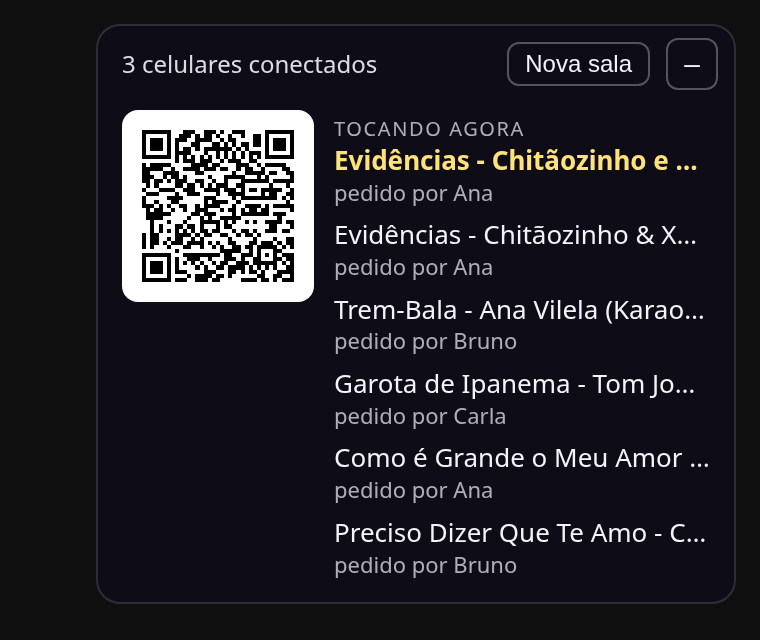 3 celulares conectados
Nova sala
–
TOCANDO AGORA
Evidências - Chitãozinho e ...
pedido por Ana
Evidências - Chitãozinho & X...
pedido por Ana
Trem-Bala - Ana Vilela (Karao...
pedido por Bruno
Garota de Ipanema - Tom Jo...
pedido por Carla
Como é Grande o Meu Amor ...
pedido por Ana
Preciso Dizer Que Te Amo - C...
pedido por Bruno